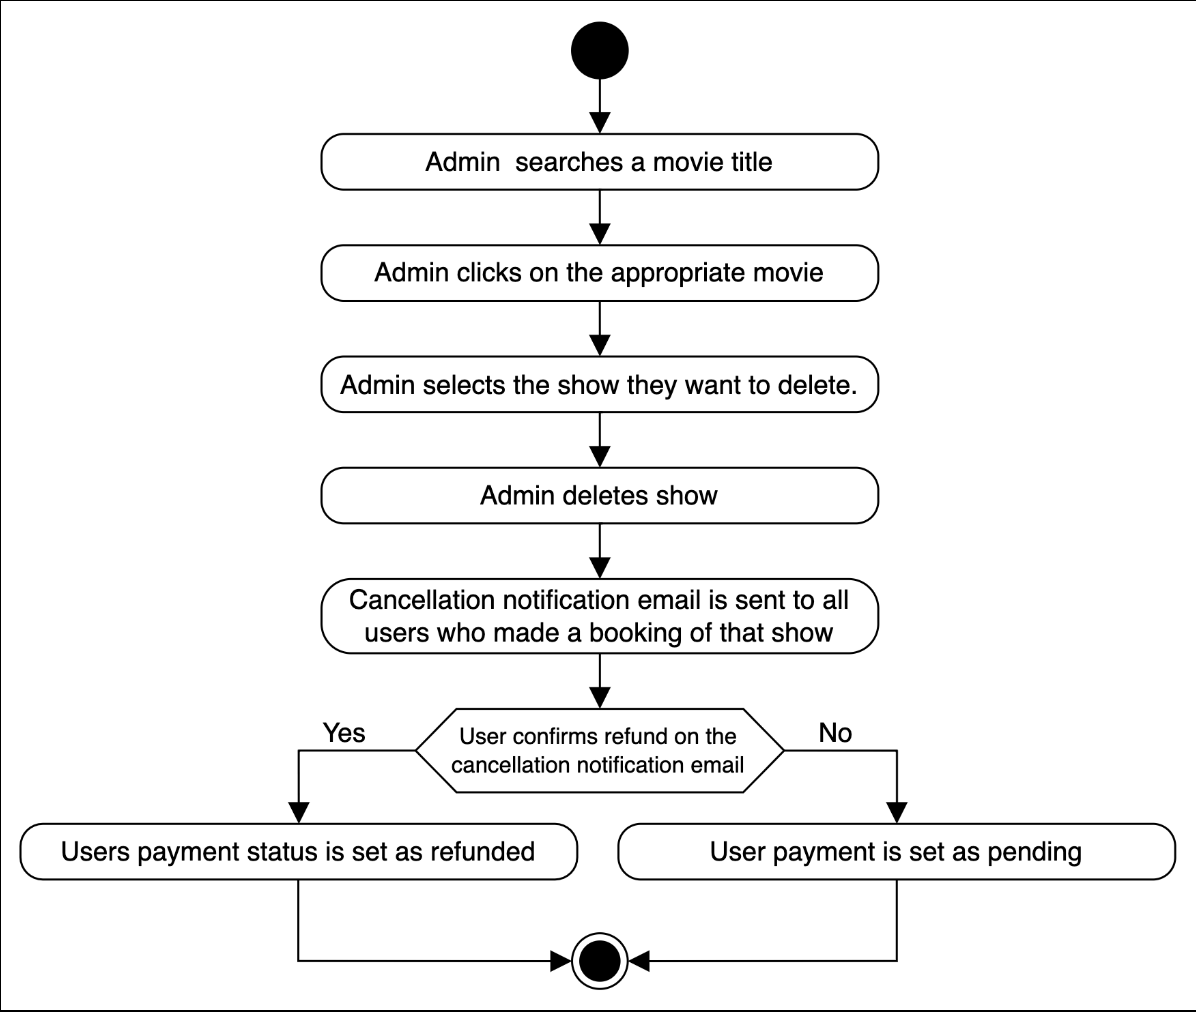 Admin  searches a movie title
Admin clicks on the appropriate movie
Admin selects the show they want to delete.
Admin deletes show
Cancellation notification email is sent to all
users who made a booking of that show
Yes
User confirms refund on the
cancellation notification email
No
Users payment status is set as refunded
User payment is set as pending